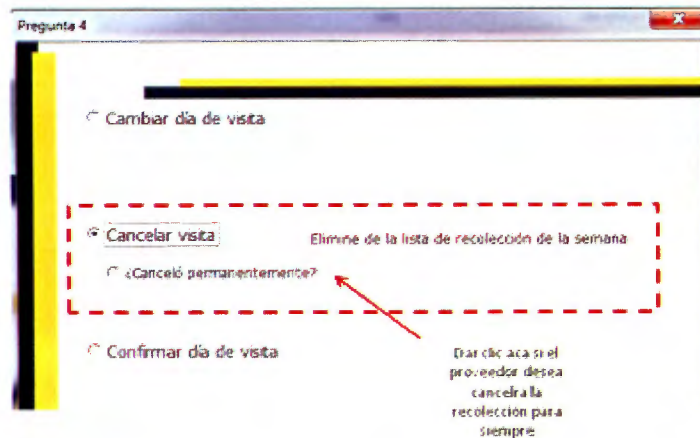 Pregunta 4
Cambiar día de visita
Cancelar visita
Elimine de la lista de recolección de la semana
¿Canceló permanentemente?
Confirmar día de visita
Dar clic aca si el
proveedor desea
cancelra la
recolección para
siempre